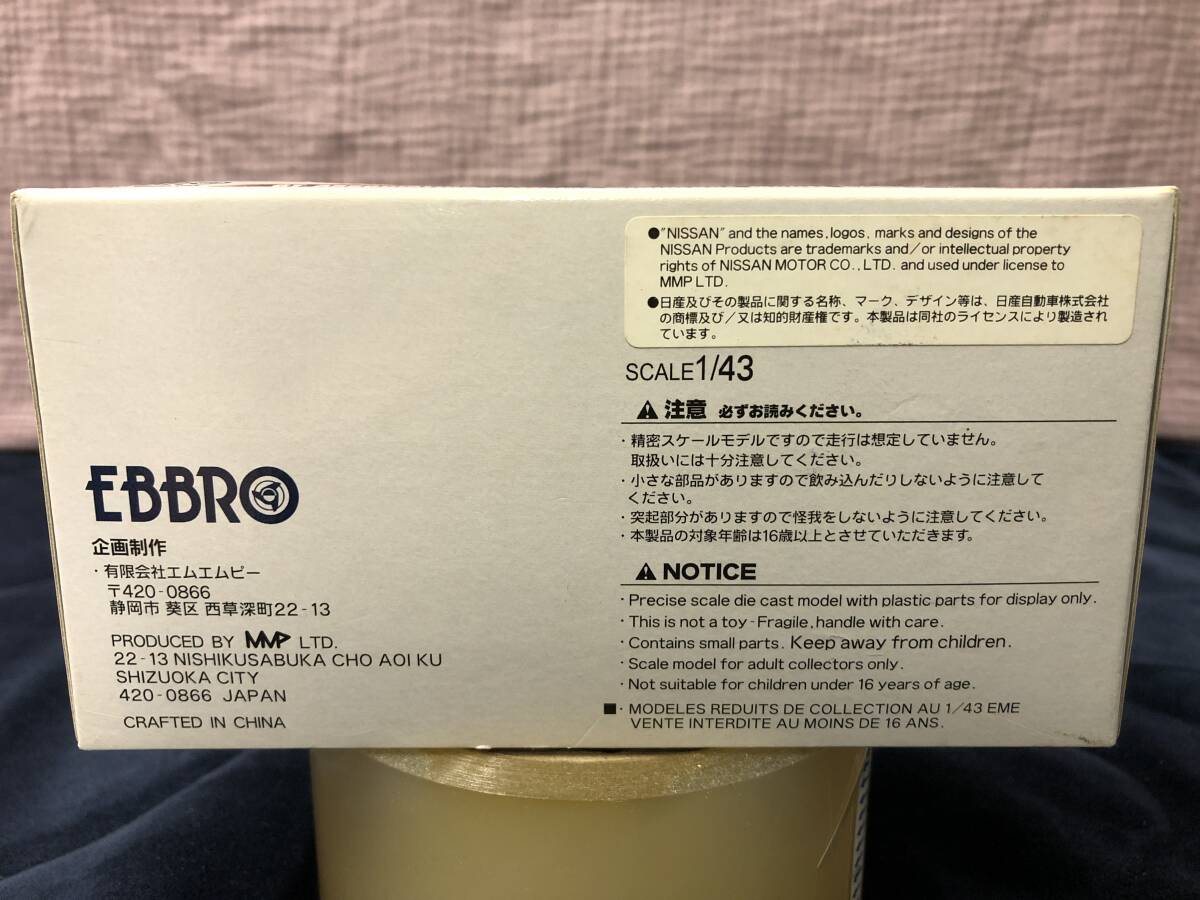 ●"NISSAN" and the names, logos, marks and designs of the
NISSAN Products are trademarks and/or intellectual property
rights of NISSAN MOTOR CO., LTD. and used under license to
MMP LTD.
●日産及びその製品に関する名称、マーク、デザイン等は、日産自動車株式会社
の商標及び/又は知的財産権です。本製品は同社のライセンスにより製造され
ています。
SCALE1/43
⚠注意 必ずお読みください。
・精密スケールモデルですので走行は想定していません。
取扱いには十分注意してください。
・小さな部品がありますので飲み込んだりしないように注意して
ください。
・突起部分がありますので怪我をしないように注意してください。
・本製品の対象年齢は16歳以上とさせていただきます。
⚠NOTICE
・Precise scale die cast model with plastic parts for display only.
・This is not a toy-Fragile, handle with care.
・Contains small parts. Keep away from children.
・Scale model for adult collectors only.
・Not suitable for children under 16 years of age.
■・MODELES REDUITS DE COLLECTION AU 1/43 EME
VENTE INTERDITE AU MOINS DE 16 ANS.
EBBRO
企画制作
・有限会社エムエムピー
〒420-0866
静岡市 葵区 西草深町22-13
PRODUCED BY MMP LTD.
22-13 NISHIKUSABUKA CHO AOI KU
SHIZUOKA CITY
420-0866 JAPAN
CRAFTED IN CHINA